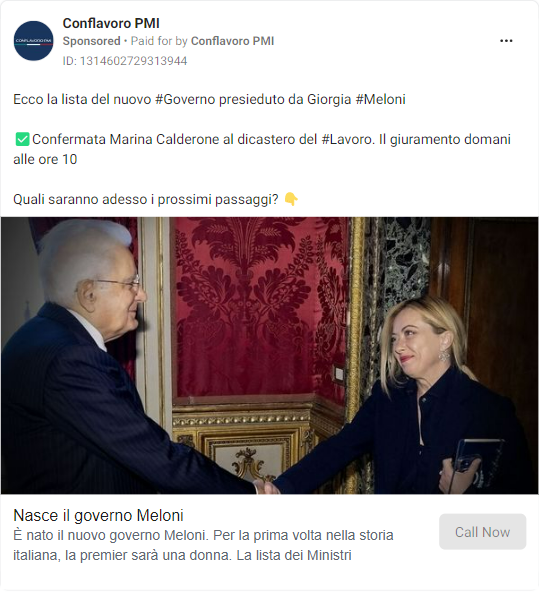 Conflavoro PMI
CONFLAVORO PMI
Sponsored • Paid for by Conflavoro PMI
ID: 1314602729313944
Ecco la lista del nuovo #Governo presieduto da Giorgia #Meloni
✅Confermata Marina Calderone al dicastero del #Lavoro. Il giuramento domani
alle ore 10
Quali saranno adesso i prossimi passaggi? 👇
Nasce il governo Meloni
È nato il nuovo governo Meloni. Per la prima volta nella storia
italiana, la premier sarà una donna. La lista dei Ministri
Call Now